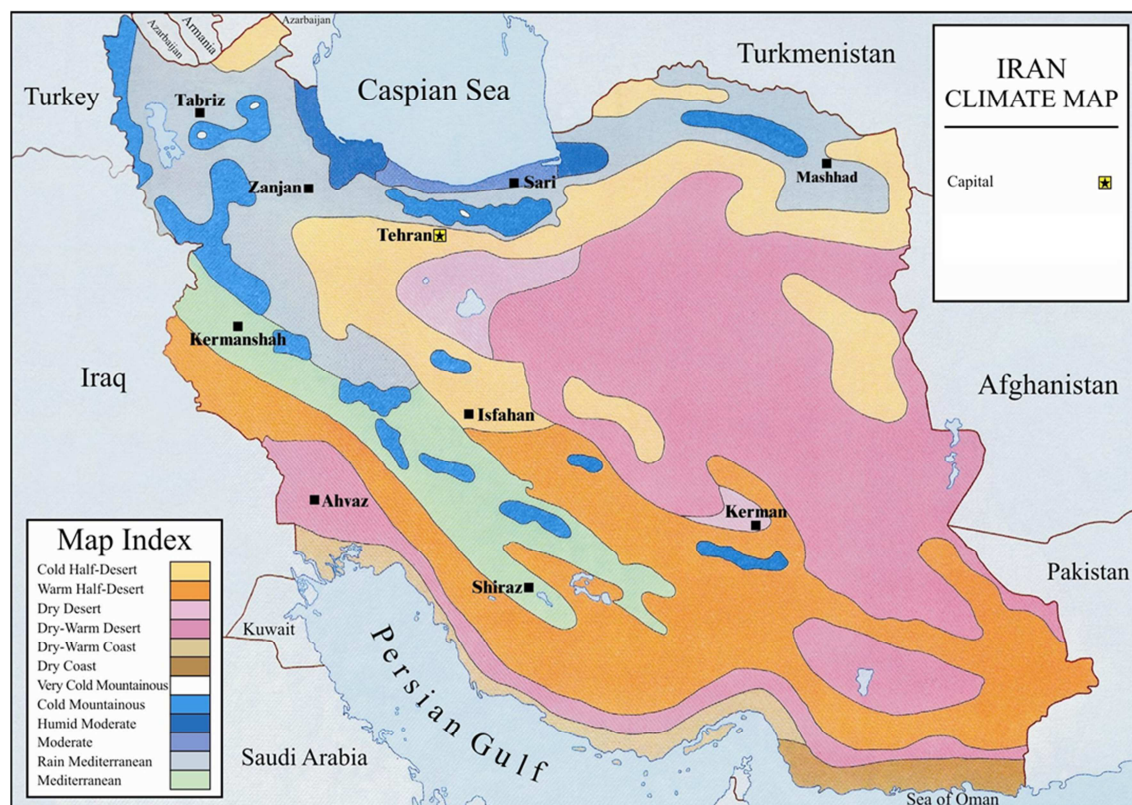 Azarbaijan
Armenia
Azarbaijan
Turkey
Caspian Sea
Turkmenistan
IRAN
CLIMATE MAP
Capital
Tabriz
Zanjan
Sari
Mashhad
Tehran
Kermanshah
Iraq
Isfahan
Afghanistan
Ahvaz
Kerman
Shiraz
Pakistan
Kuwait
Persian Gulf
Saudi Arabia
Sea of Oman
Map Index
Cold Half-Desert
Warm Half-Desert
Dry Desert
Dry-Warm Desert
Dry-Warm Coast
Dry Coast
Very Cold Mountainous
Cold Mountainous
Humid Moderate
Moderate
Rain Mediterranean
Mediterranean